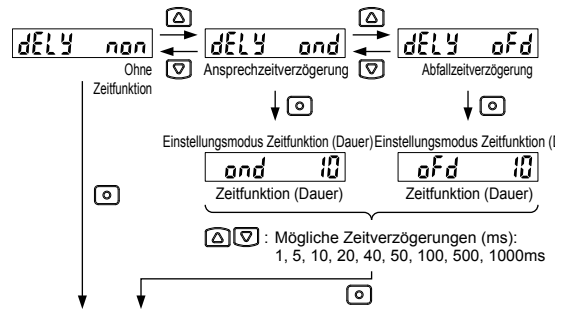 dELY non dELY ond dELY oFd
Ohne Zeitfunktion
Ansprechzeitverzögerung
Abfallzeitverzögerung
Einstellungsmodus Zeitfunktion (Dauer)
Einstellungsmodus Zeitfunktion (
ond 10
oFd 10
Zeitfunktion (Dauer)
Zeitfunktion (Dauer)
: Mögliche Zeitverzögerungen (ms):
1, 5, 10, 20, 40, 50, 100, 500, 1000ms